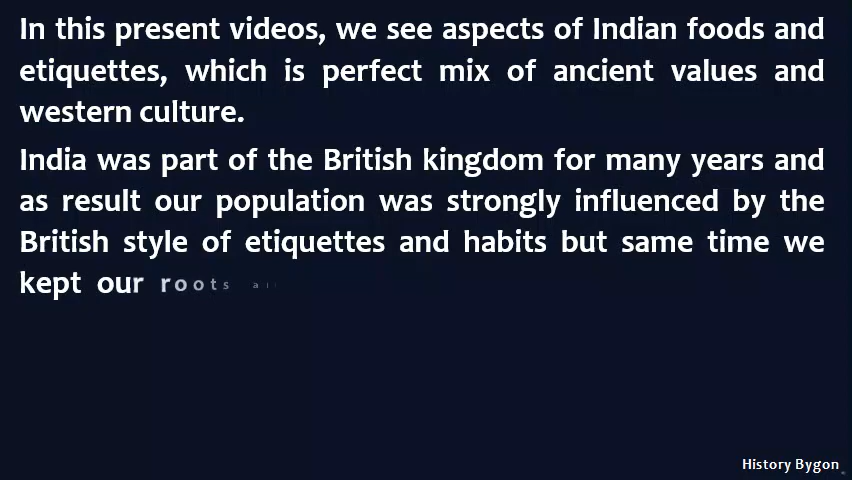 In this present videos, we see aspects of Indian foods and
etiquettes, which is perfect mix of ancient values and
western culture.
India was part of the British kingdom for many years and
as result our population was strongly influenced by the
British style of etiquettes and habits but same time we
kept our roots
History Bygon